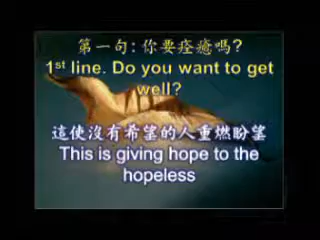 第一句: 你要痊癒嗎?
1st line. Do you want to get
well?
這使沒有希望的人重燃盼望
This is giving hope to the
hopeless